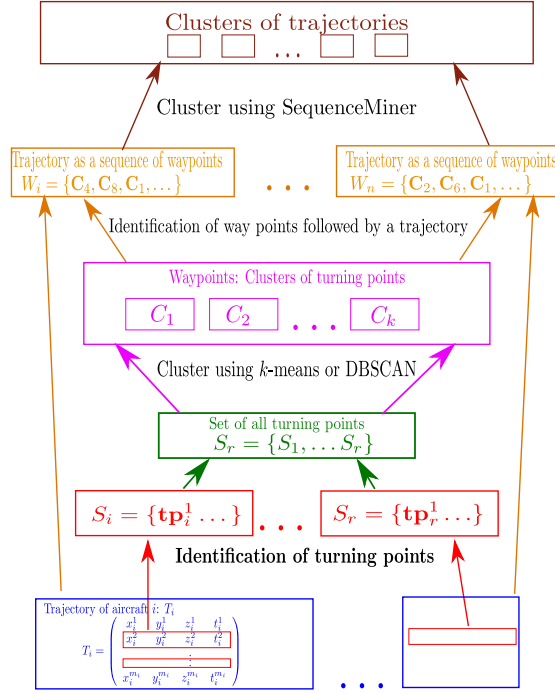 Clusters of trajectories
...
Cluster using SequenceMiner
Trajectory as a sequence of waypoints
W_i = {C_4, C_8, C_1, ...}
...
Trajectory as a sequence of waypoints
W_n = {C_2, C_6, C_1, ...}
Identification of way points followed by a trajectory
Waypoints: Clusters of turning points
C_1 C_2 ... C_k
Cluster using k-means or DBSCAN
Set of all turning points
S_r = {S_1, ... S_r}
S_i = {tp_i^1 ...} ... S_r = {tp_r^1 ...}
Identification of turning points
Trajectory of aircraft i: T_i
x_i^1 y_i^1 z_i^1 t_i^1
x_i^2 y_i^2 z_i^2 t_i^2
T_i =
⋮
x_i^{m_i} y_i^{m_i} z_i^{m_i} t_i^{m_i}
...